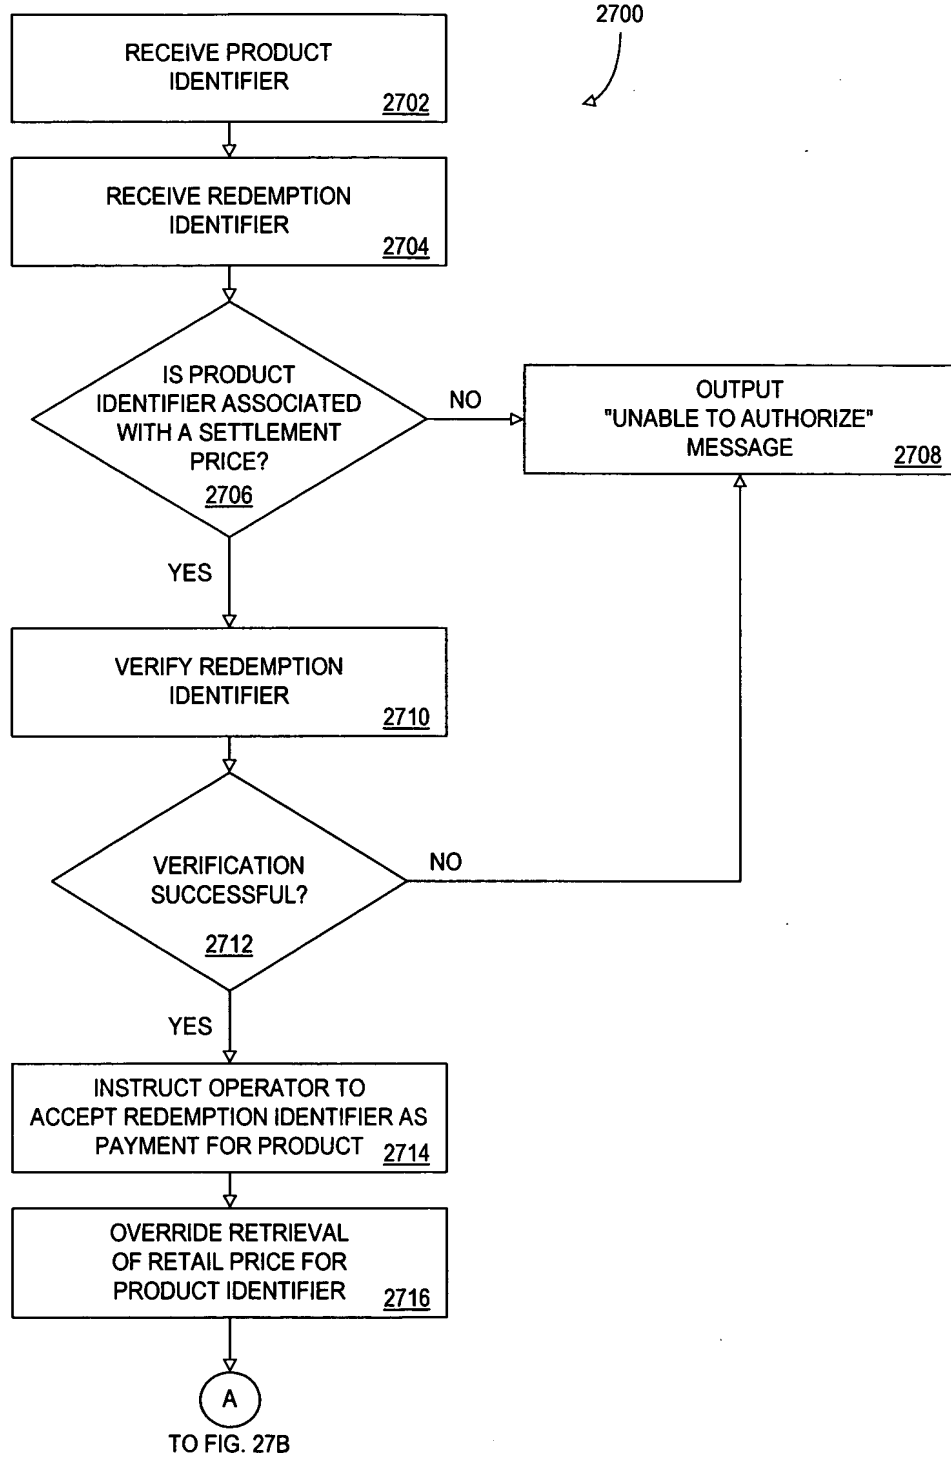 2700
RECEIVE PRODUCT
IDENTIFIER
2702
RECEIVE REDEMPTION
IDENTIFIER
2704
IS PRODUCT
IDENTIFIER ASSOCIATED
WITH A SETTLEMENT
PRICE?
2706
NO
OUTPUT
"UNABLE TO AUTHORIZE"
MESSAGE
2708
YES
VERIFY REDEMPTION
IDENTIFIER
2710
VERIFICATION
SUCCESSFUL?
2712
NO
YES
INSTRUCT OPERATOR TO
ACCEPT REDEMPTION IDENTIFIER AS
PAYMENT FOR PRODUCT
2714
OVERRIDE RETRIEVAL
OF RETAIL PRICE FOR
PRODUCT IDENTIFIER
2716
A
TO FIG. 27B